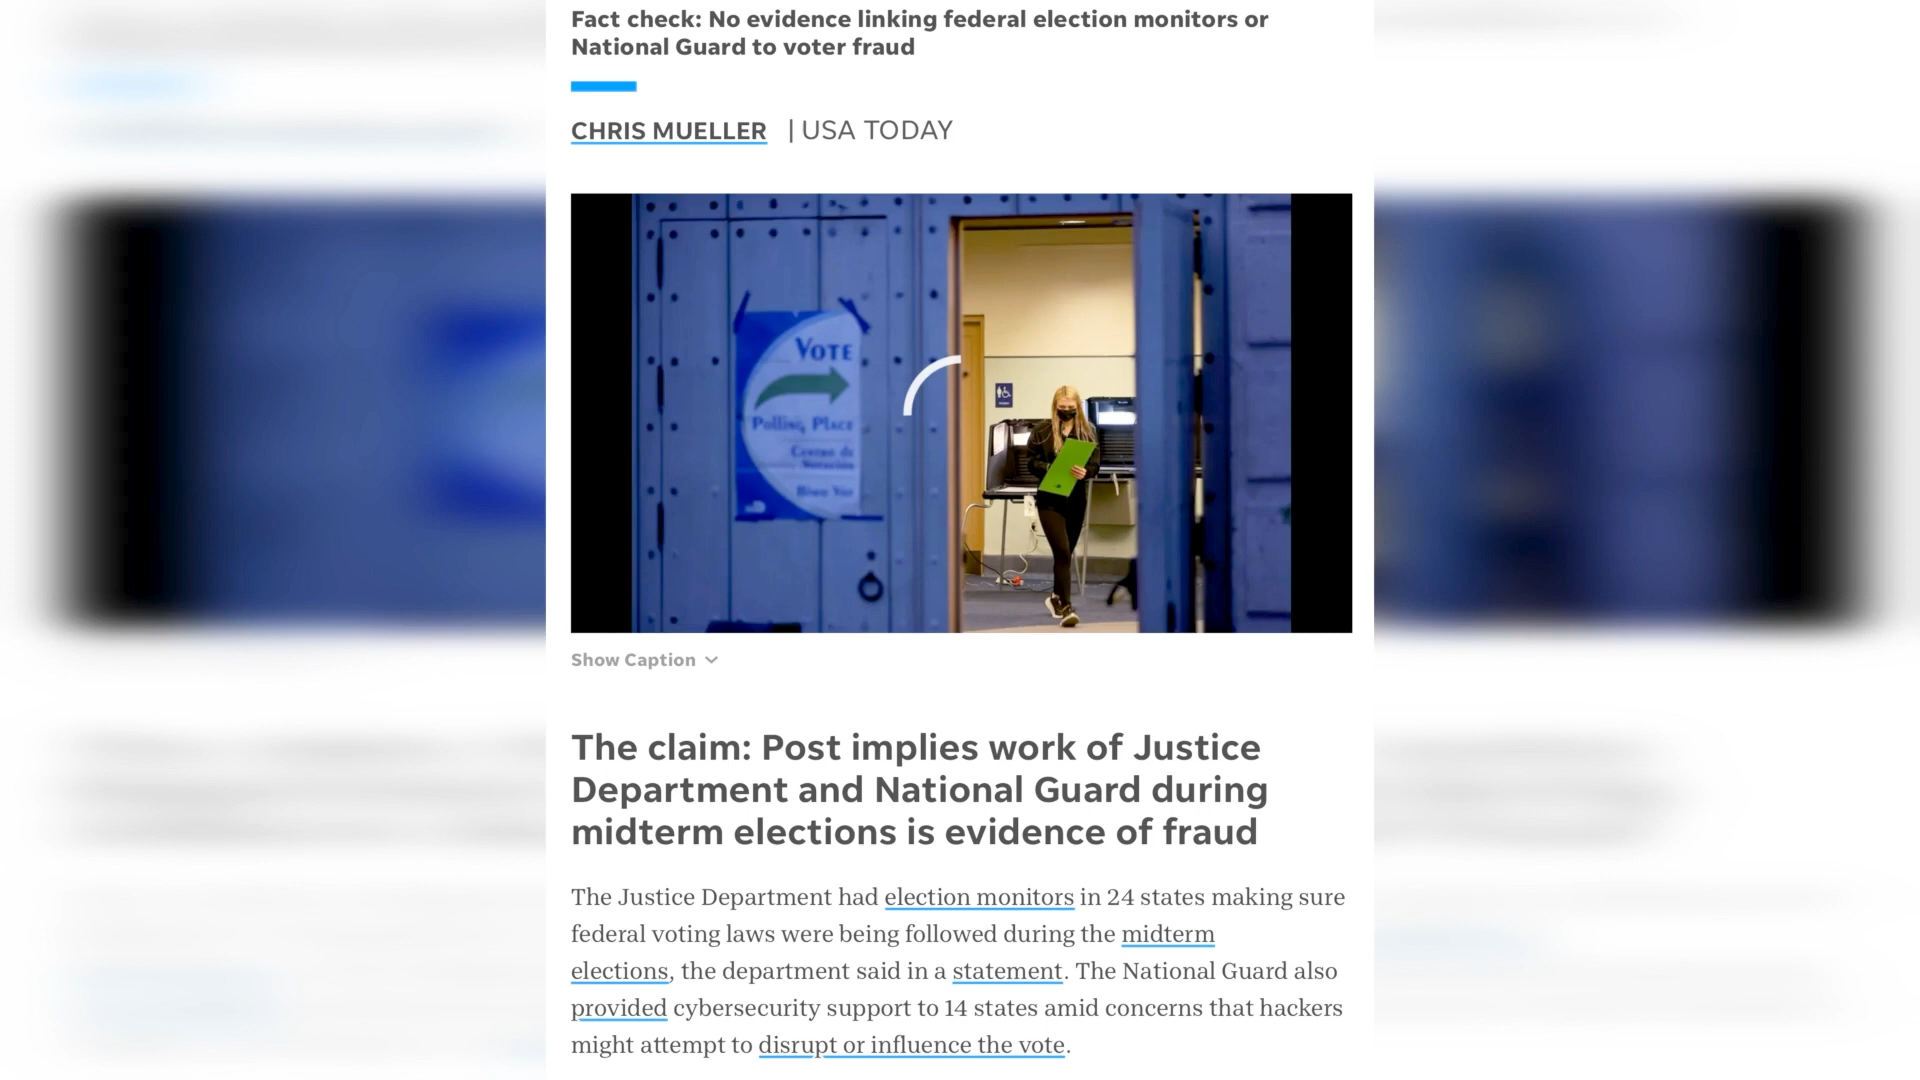 Fact check: No evidence linking federal election monitors or
National Guard to voter fraud
CHRIS MUELLER | USA TODAY
VOTE
Polling Place
Centro de
Votación
Biwo Vòt
Show Caption
The claim: Post implies work of Justice
Department and National Guard during
midterm elections is evidence of fraud
The Justice Department had election monitors in 24 states making sure
federal voting laws were being followed during the midterm
elections, the department said in a statement. The National Guard also
provided cybersecurity support to 14 states amid concerns that hackers
might attempt to disrupt or influence the vote.